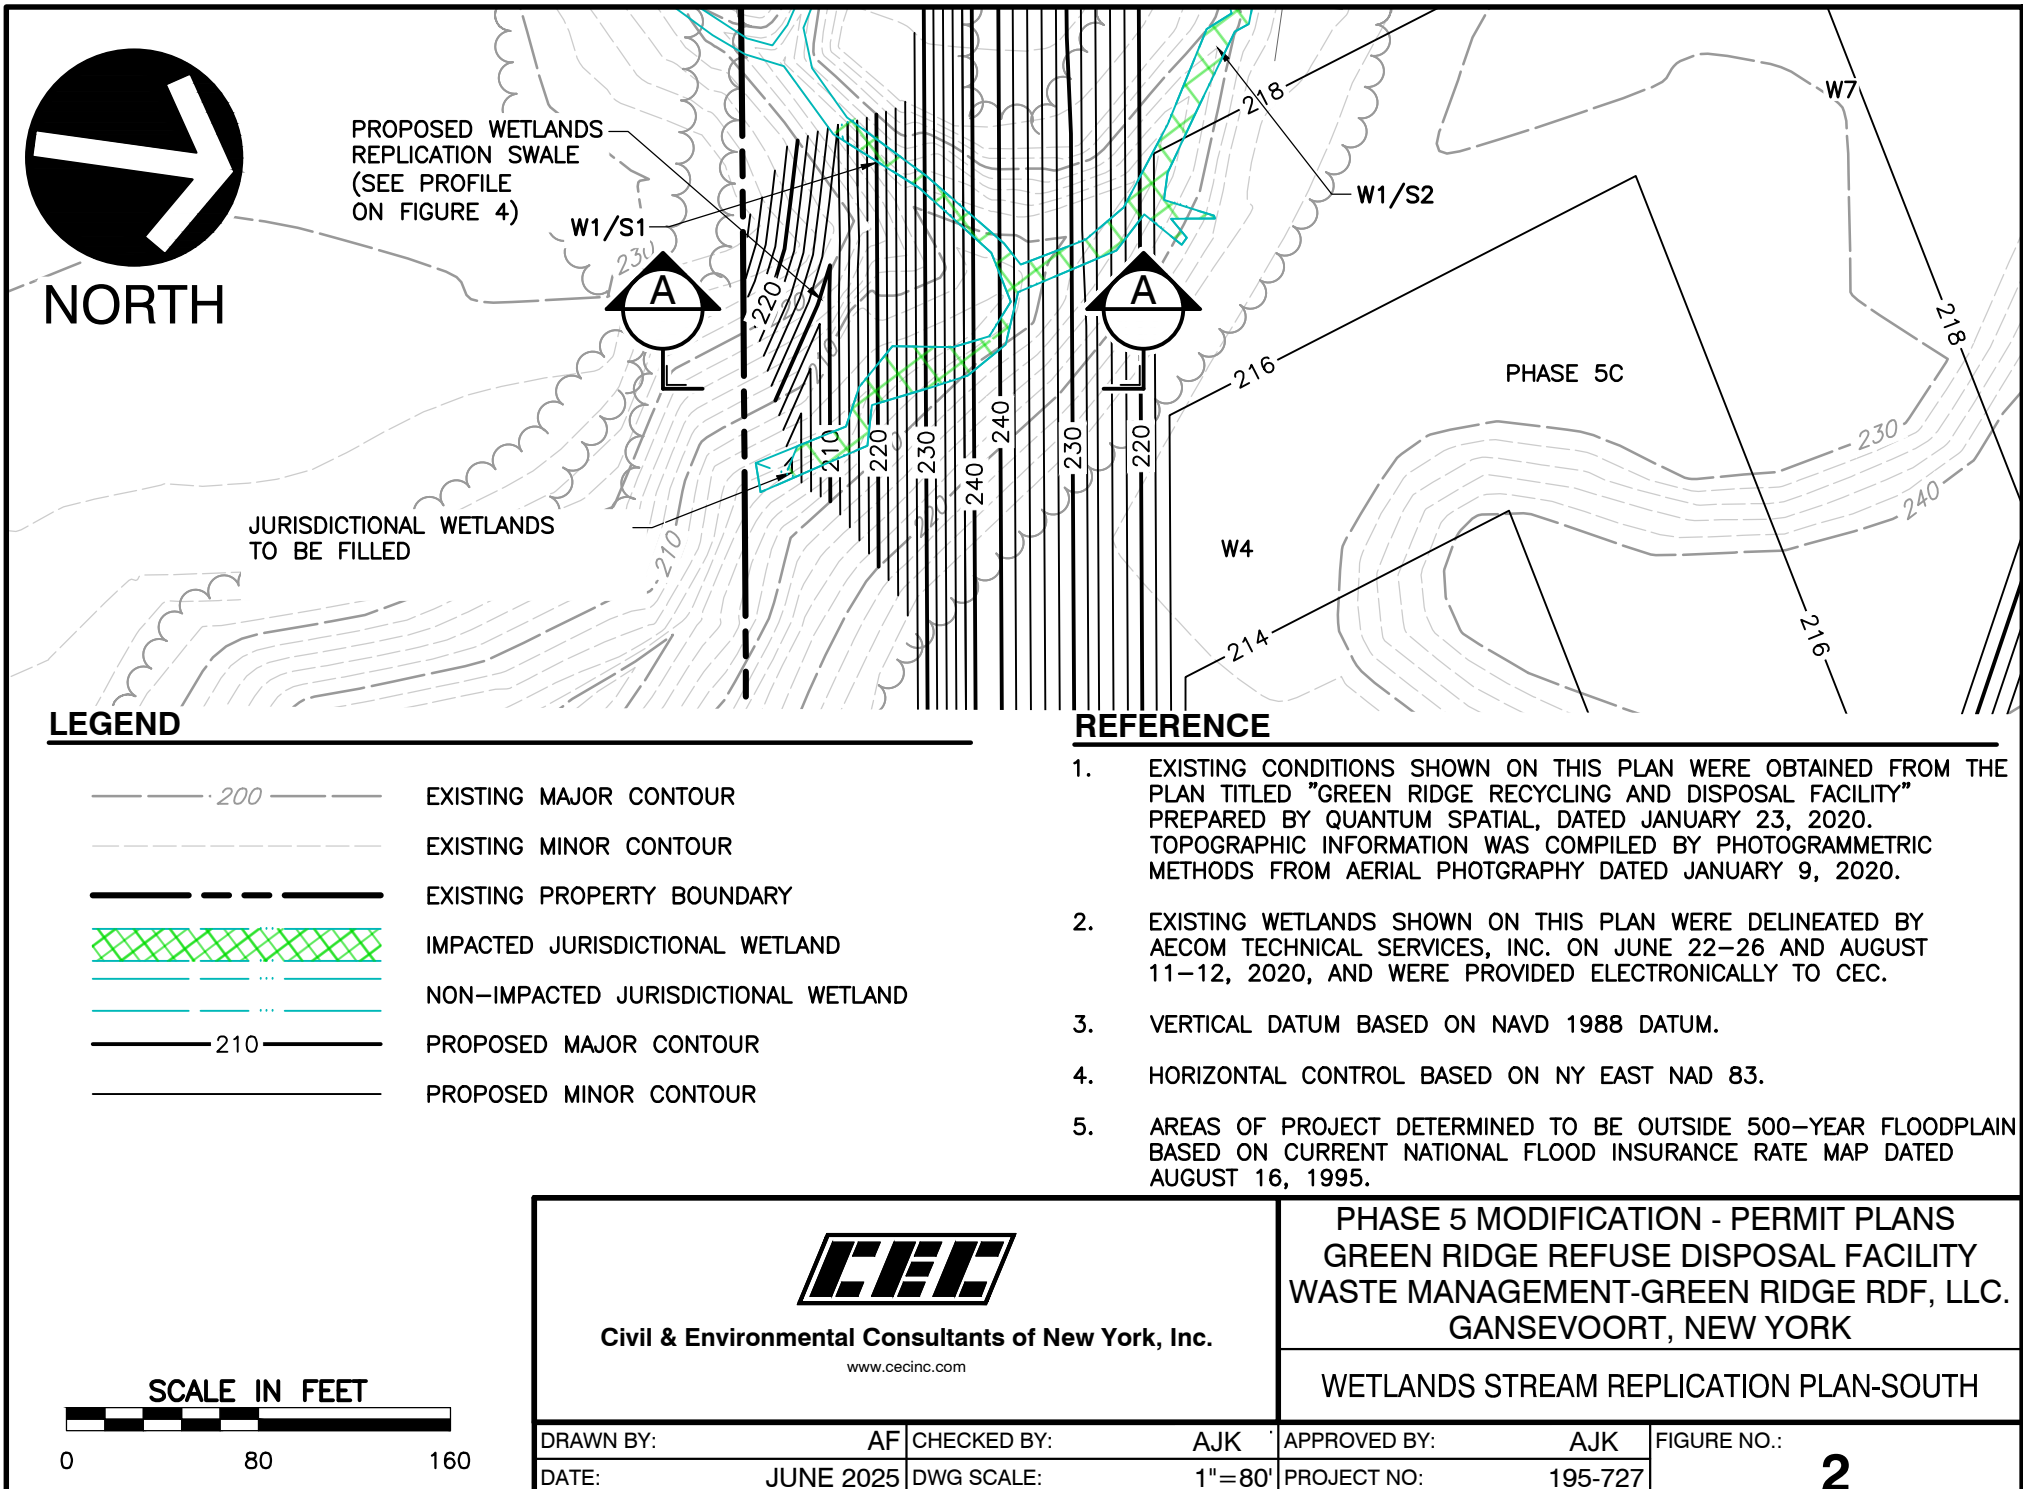 NORTH
PROPOSED WETLANDS
REPLICATION SWALE
(SEE PROFILE
ON FIGURE 4)
W1/S1
W1/S2
W7
W4
PHASE 5C
A
A
JURISDICTIONAL WETLANDS
TO BE FILLED
218
218
216
216
214
230
220
210
210
220
230
240
240
230
220
220
210
230
240
LEGEND
200
EXISTING MAJOR CONTOUR
EXISTING MINOR CONTOUR
EXISTING PROPERTY BOUNDARY
IMPACTED JURISDICTIONAL WETLAND
NON-IMPACTED JURISDICTIONAL WETLAND
210
PROPOSED MAJOR CONTOUR
PROPOSED MINOR CONTOUR
REFERENCE
1. EXISTING CONDITIONS SHOWN ON THIS PLAN WERE OBTAINED FROM THE
PLAN TITLED "GREEN RIDGE RECYCLING AND DISPOSAL FACILITY"
PREPARED BY QUANTUM SPATIAL, DATED JANUARY 23, 2020.
TOPOGRAPHIC INFORMATION WAS COMPILED BY PHOTOGRAMMETRIC
METHODS FROM AERIAL PHOTGRAPHY DATED JANUARY 9, 2020.
2. EXISTING WETLANDS SHOWN ON THIS PLAN WERE DELINEATED BY
AECOM TECHNICAL SERVICES, INC. ON JUNE 22-26 AND AUGUST
11-12, 2020, AND WERE PROVIDED ELECTRONICALLY TO CEC.
3. VERTICAL DATUM BASED ON NAVD 1988 DATUM.
4. HORIZONTAL CONTROL BASED ON NY EAST NAD 83.
5. AREAS OF PROJECT DETERMINED TO BE OUTSIDE 500-YEAR FLOODPLAIN
BASED ON CURRENT NATIONAL FLOOD INSURANCE RATE MAP DATED
AUGUST 16, 1995.
SCALE IN FEET
0 80 160
CEC
Civil & Environmental Consultants of New York, Inc.
www.cecinc.com
PHASE 5 MODIFICATION - PERMIT PLANS
GREEN RIDGE REFUSE DISPOSAL FACILITY
WASTE MANAGEMENT-GREEN RIDGE RDF, LLC.
GANSEVOORT, NEW YORK
WETLANDS STREAM REPLICATION PLAN-SOUTH
DRAWN BY: AF CHECKED BY: AJK APPROVED BY: AJK FIGURE NO.:
DATE: JUNE 2025 DWG SCALE: 1"=80' PROJECT NO: 195-727 2